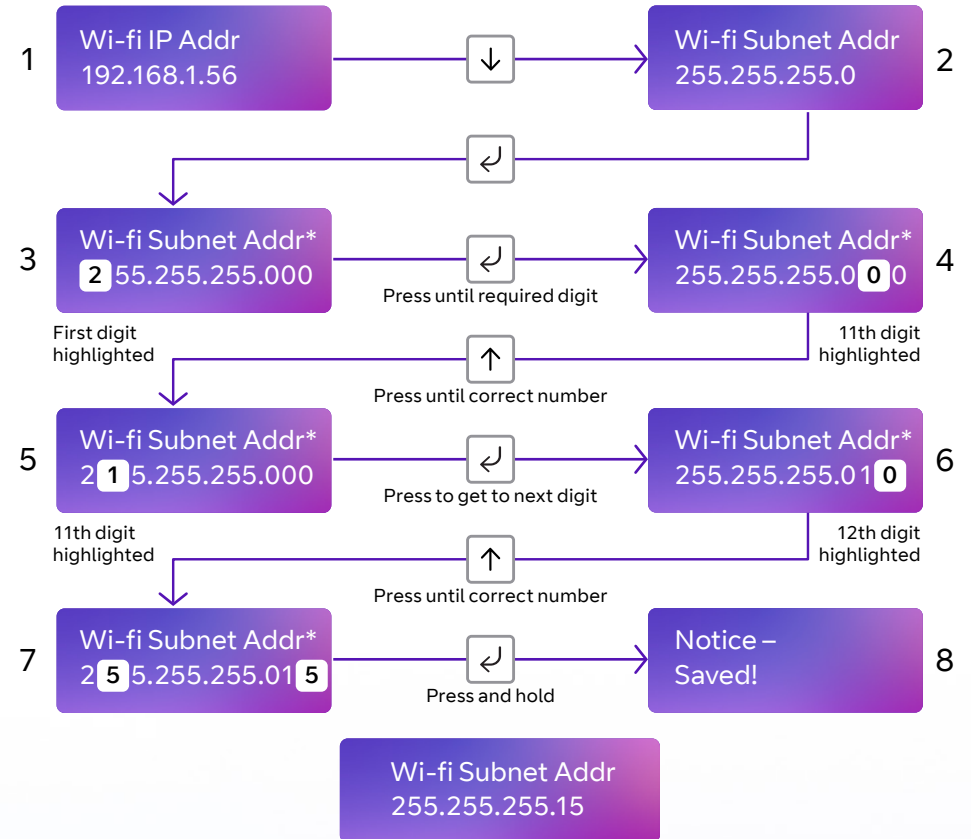 1
Wi-fi IP Addr
192.168.1.56
Wi-fi Subnet Addr
255.255.255.0
2
3
Wi-fi Subnet Addr*
255.255.255.000
Press until required digit
Wi-fi Subnet Addr*
255.255.255.000
4
First digit
highlighted
11th digit
highlighted
Press until correct number
5
Wi-fi Subnet Addr*
215.255.255.000
Press to get to next digit
Wi-fi Subnet Addr*
255.255.255.010
6
11th digit
highlighted
12th digit
highlighted
Press until correct number
7
Wi-fi Subnet Addr*
255.255.255.015
Press and hold
Notice –
Saved!
8
Wi-fi Subnet Addr
255.255.255.15